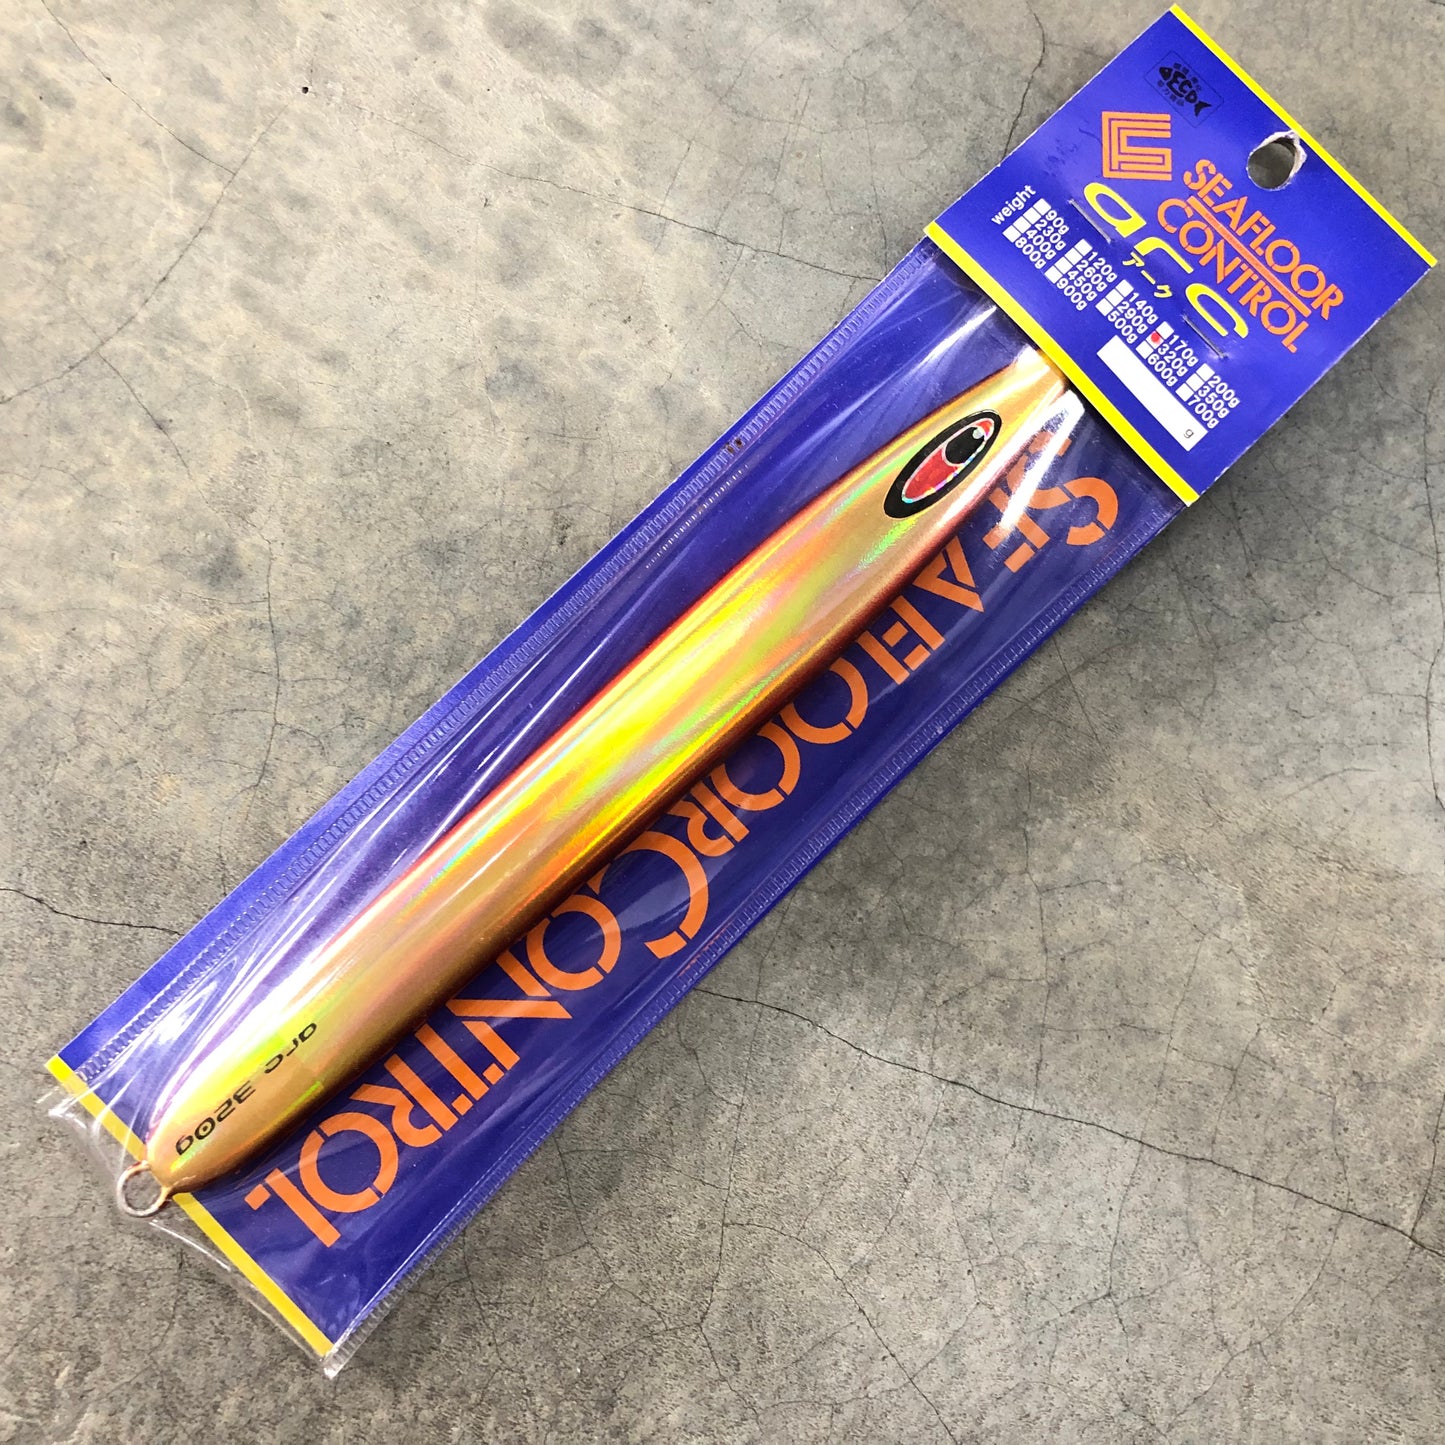 ECD
SEAFLOOR
CONTROL
arc
アーク
weight
90g 120g 140g 170g 200g
230g 260g 290g 320g 350g
400g 450g 500g 600g 700g
800g 900g g
SEAFLOOR CONTROL
arc 320g